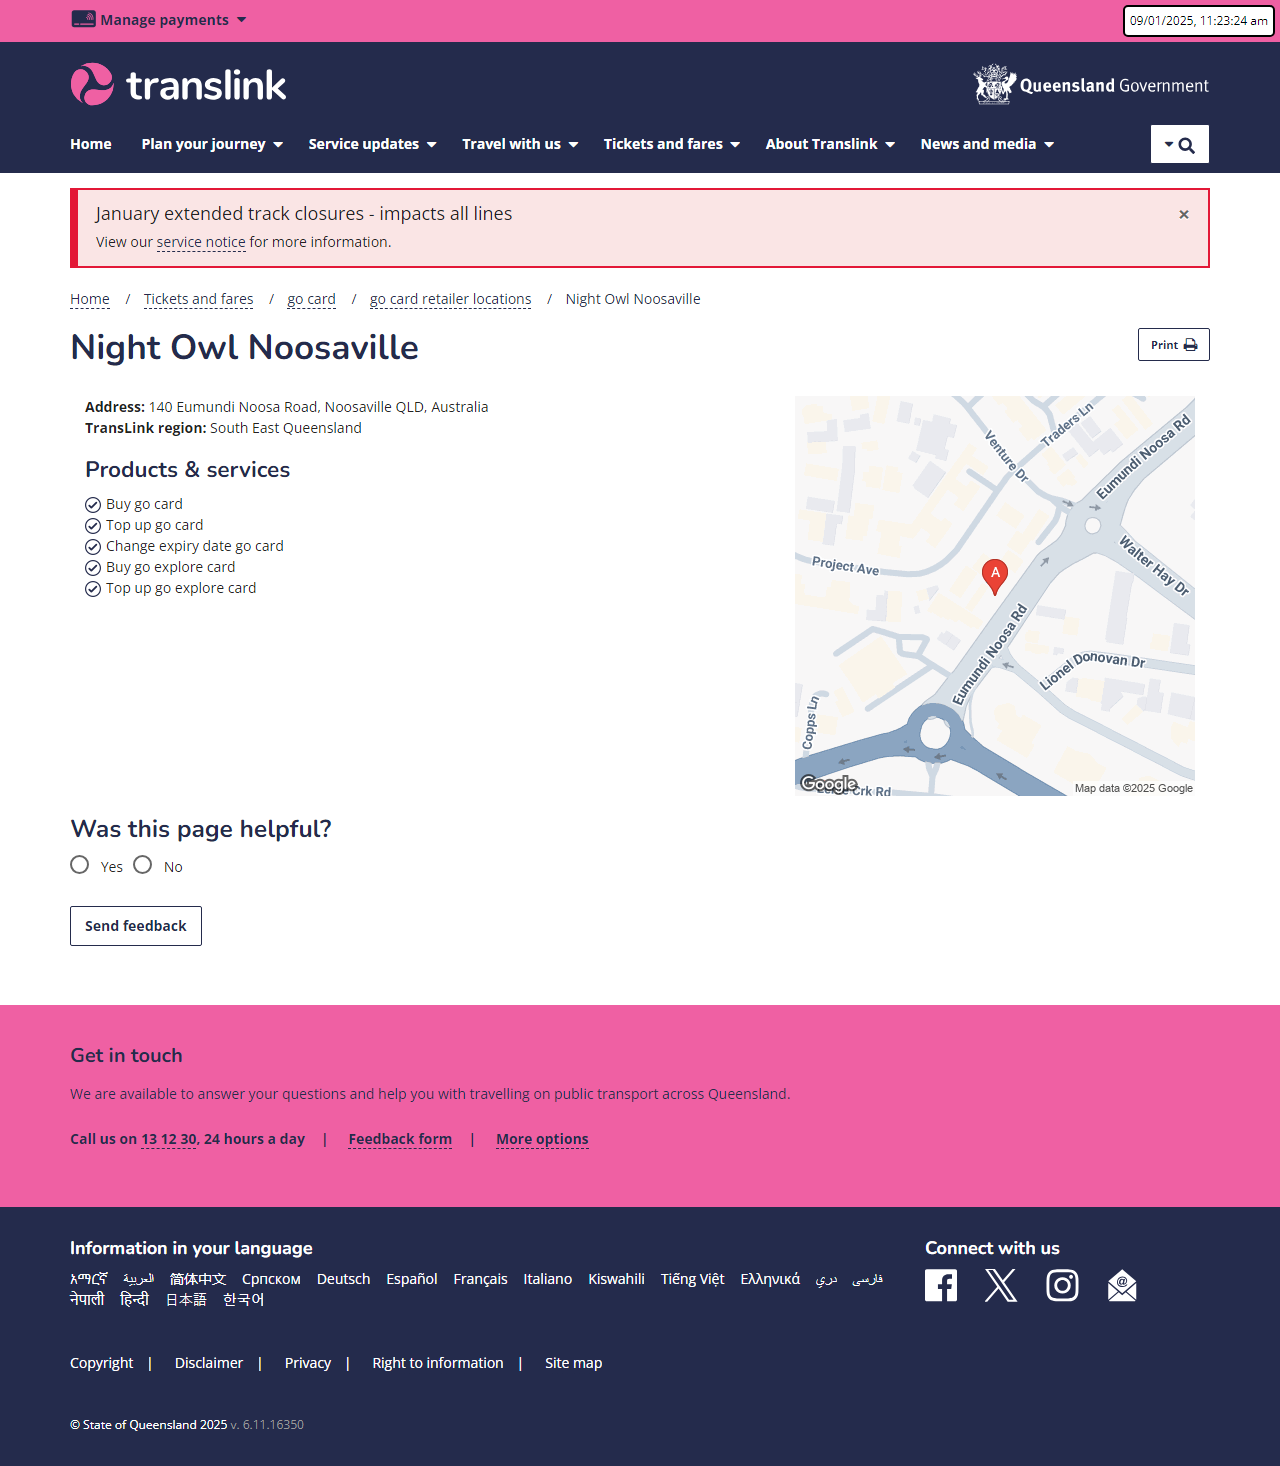 Manage payments
09/01/2025, 11:23:24 am
translink
Queensland Government
Home Plan your journey Service updates Travel with us Tickets and fares About Translink News and media
January extended track closures - impacts all lines ×
View our service notice for more information.
Home / Tickets and fares / go card / go card retailer locations / Night Owl Noosaville
Night Owl Noosaville
Print
Address: 140 Eumundi Noosa Road, Noosaville QLD, Australia
TransLink region: South East Queensland
Products & services
Buy go card
Top up go card
Change expiry date go card
Buy go explore card
Top up go explore card
Traders Ln
Venture Dr
Eumundi Noosa Rd
Walter Hay Dr
Project Ave
A
Eumundi Noosa Rd
Lionel Donovan Dr
Copps Ln
Google
Crk Rd
Map data ©2025 Google
Was this page helpful?
Yes No
Send feedback
Get in touch
We are available to answer your questions and help you with travelling on public transport across Queensland.
Call us on 13 12 30, 24 hours a day | Feedback form | More options
Information in your language
አማርኛ العربية 简体中文 Српском Deutsch Español Français Italiano Kiswahili Tiếng Việt Ελληνικά دري فارسی
नेपाली हिन्दी 日本語 한국어
Connect with us
Copyright | Disclaimer | Privacy | Right to information | Site map
© State of Queensland 2025 v. 6.11.16350